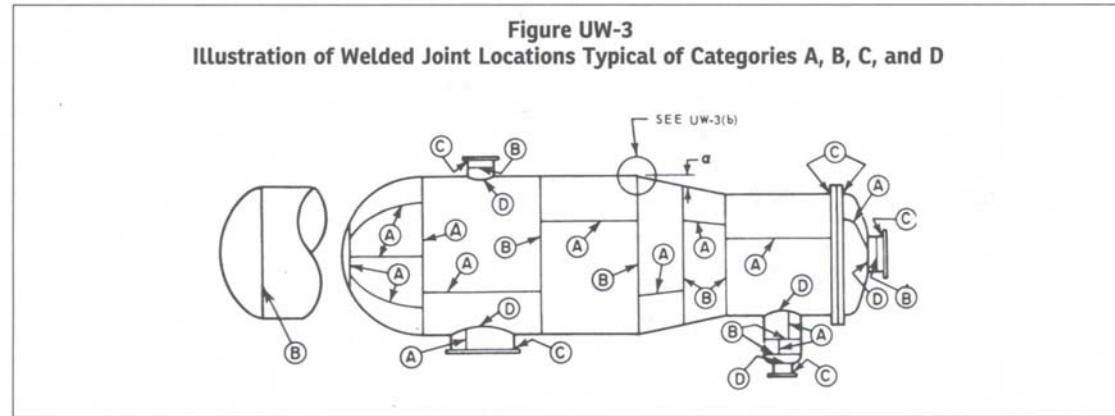 Figure UW-3
Illustration of Welded Joint Locations Typical of Categories A, B, C, and D
SEE UW-3(b)
C
B
α
C
A
D
C
A
A
B
A
A
A
B
A
D
B
A
A
A
D
B
D
B
A
A
C
B
D
C
B